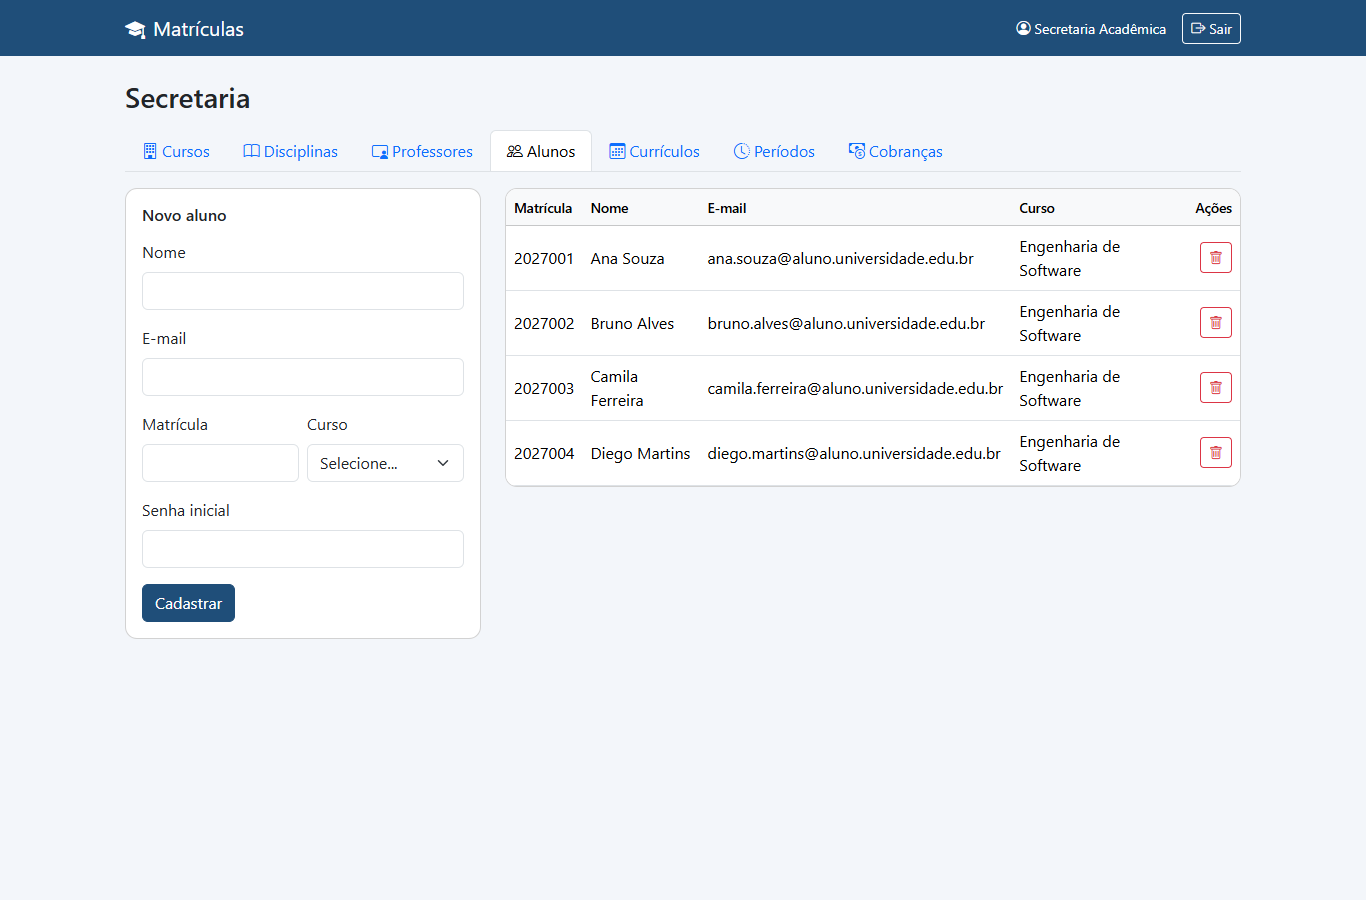 Matrículas
Secretaria Acadêmica
Sair
Secretaria
Cursos
Disciplinas
Professores
Alunos
Currículos
Períodos
Cobranças
Novo aluno
Nome
E-mail
Matrícula
Curso
Selecione...
Senha inicial
Cadastrar
Matrícula Nome E-mail Curso Ações
2027001 Ana Souza ana.souza@aluno.universidade.edu.br Engenharia de
Software
2027002 Bruno Alves bruno.alves@aluno.universidade.edu.br Engenharia de
Software
2027003 Camila
Ferreira camila.ferreira@aluno.universidade.edu.br Engenharia de
Software
2027004 Diego Martins diego.martins@aluno.universidade.edu.br Engenharia de
Software